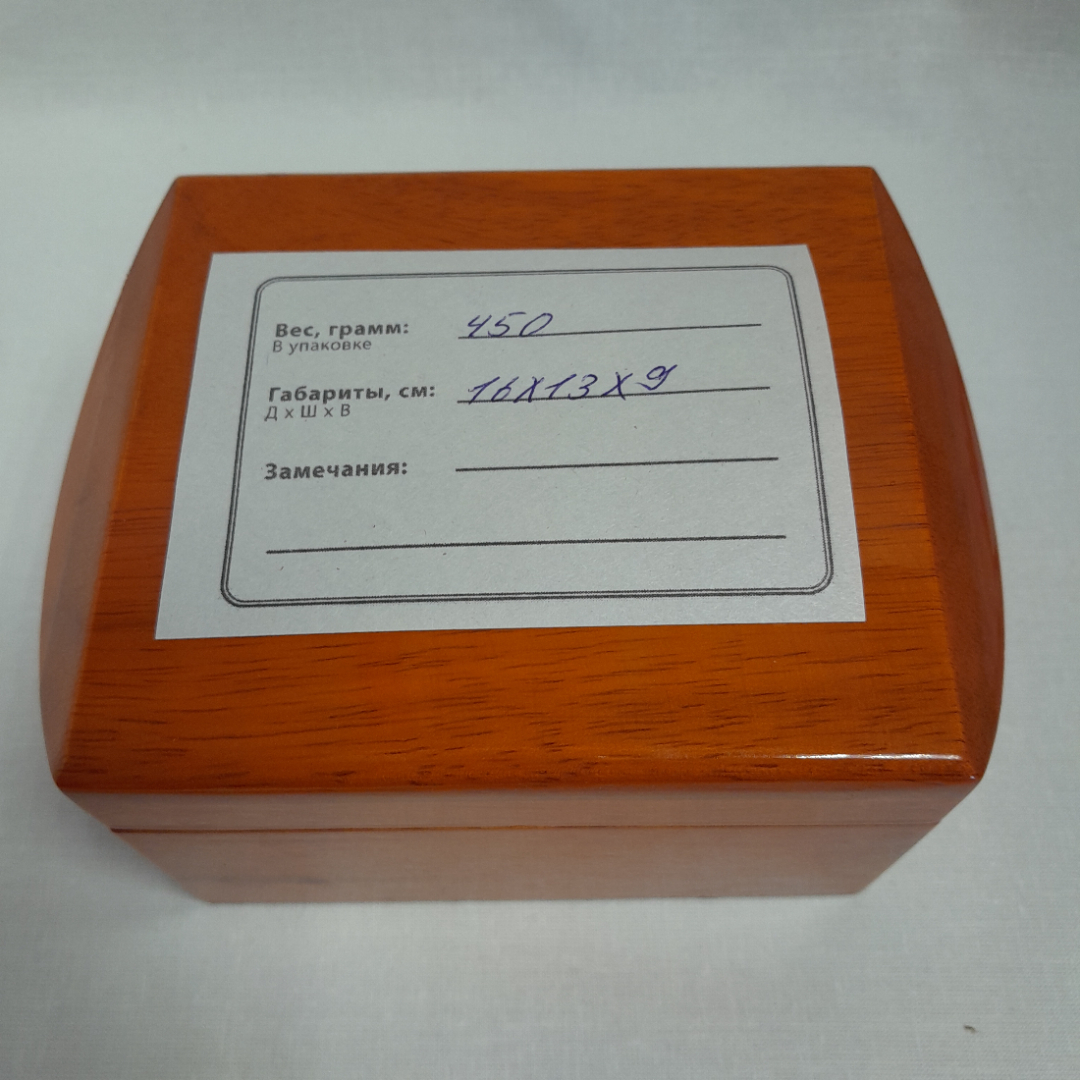 Вес, грамм: 450
В упаковке
Габариты, см: 16х13х9
Д х Ш х В
Замечания: